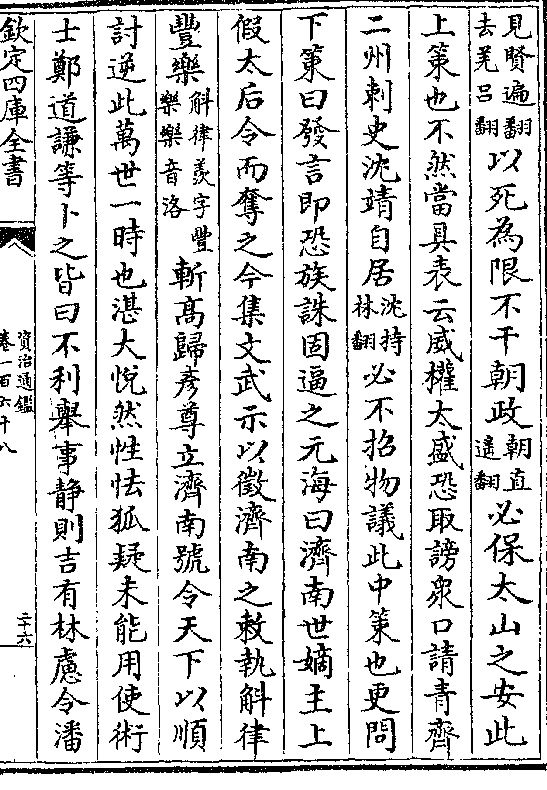 見賢遍翻
去羌呂翻以死為限不干朝政朝直
遥翻必保太山之安此
上策也不然當具表云威權太盛恐取謗衆口請青齊
二州刺史沈靖自居沈持
林翻必不招物議此中策也更問
下策曰發言即恐族誅固逼之元海曰濟南世嫡主上
假太后令而奪之今集文武示以徵濟南之敕執斛律
豐樂斛律羨字豐
樂樂音洛斬高歸彥尊立濟南號令天下以順
討逆此萬世一時也湛大悅然性怯狐疑未能用使術
士鄭道謙等卜之皆曰不利舉事静則吉有林慮令潘
欽定四庫全書
資治通鑑
卷一百六十八
二十六